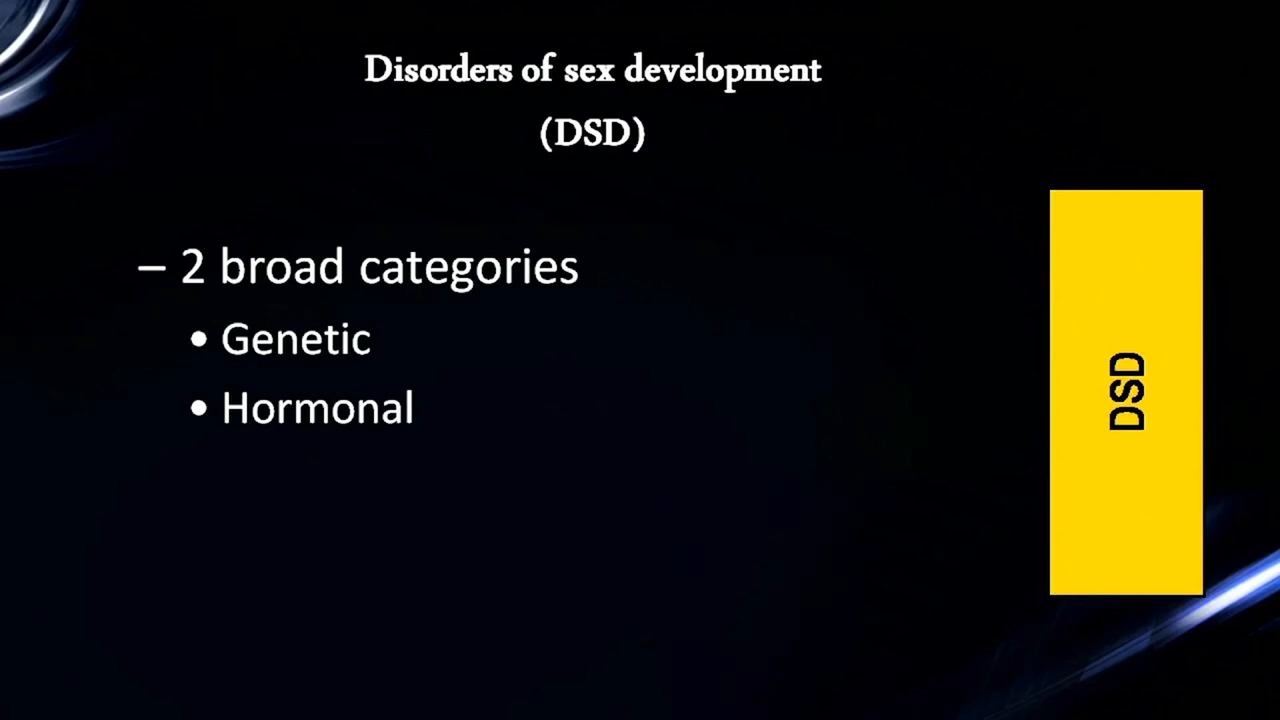 Disorders of sex development
(DSD)
– 2 broad categories
• Genetic
• Hormonal
DSD